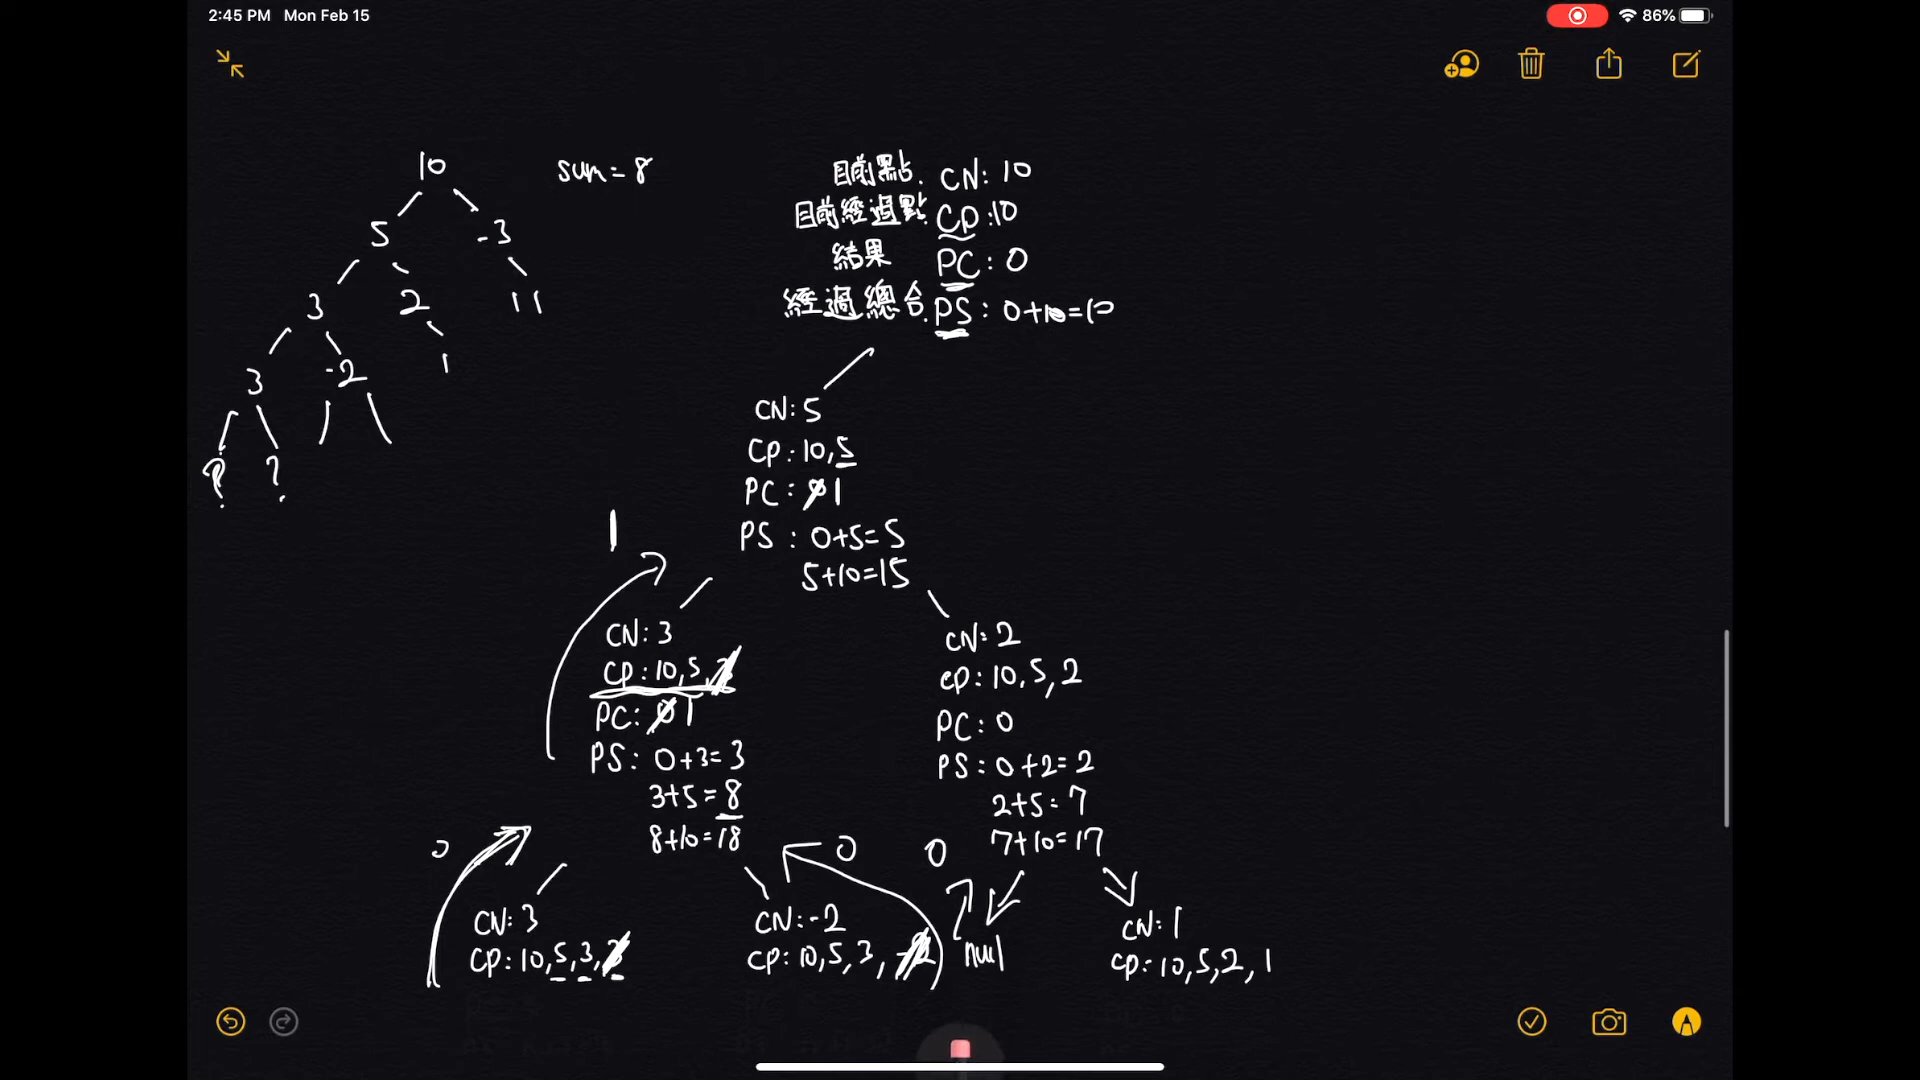 2:45 PM Mon Feb 15
86%
10
sum = 8
5
-3
3
2
11
3
-2
1
?
?
目前點. CN: 10
目前經過點. CP: 10
結果 PC: 0
經過總合. PS: 0+10=10
CN: 5
CP: 10,5
PC: 0 1
PS: 0+5=5
5+10=15
1
CN: 3
CP: 10,5,
PC: 0 1
PS: 0+3=3
3+5=8
8+10=18
CN: 2
CP: 10,5,2
PC: 0
PS: 0+2=2
2+5=7
7+10=17
0
0
0
CN: 3
CP: 10,5,3,
CN: -2
CP: 10,5,3,
null
CN: 1
CP: 10,5,2,1